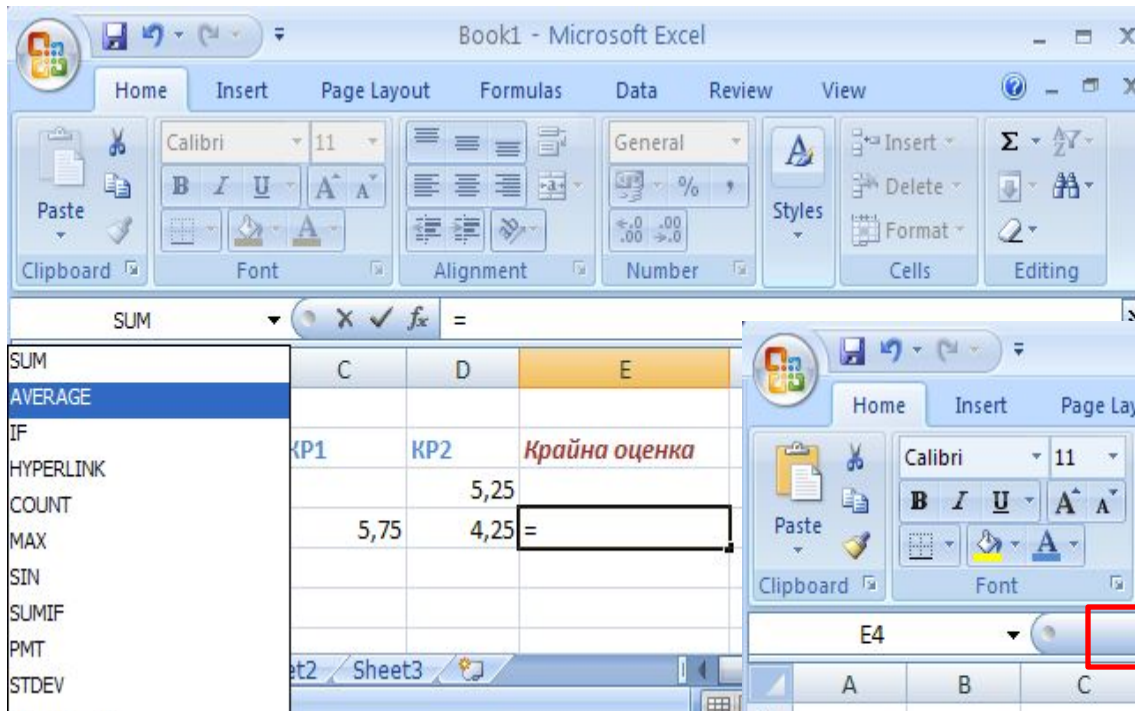 Book1 - Microsoft Excel
Home Insert Page Layout Formulas Data Review View
Calibri 11 General Insert Σ
Paste B I U A A % , Styles Delete
A Format
Clipboard Font Alignment Number Cells Editing
SUM fx =
SUM C D E
AVERAGE
IF КР1 КР2 Крайна оценка
HYPERLINK
COUNT 5,25
MAX 5,75 4,25 =
SIN
SUMIF
PMT
STDEV Sheet3
Home Insert
Calibri 11
Paste B I U A A
A
Clipboard Font
E4
A B C